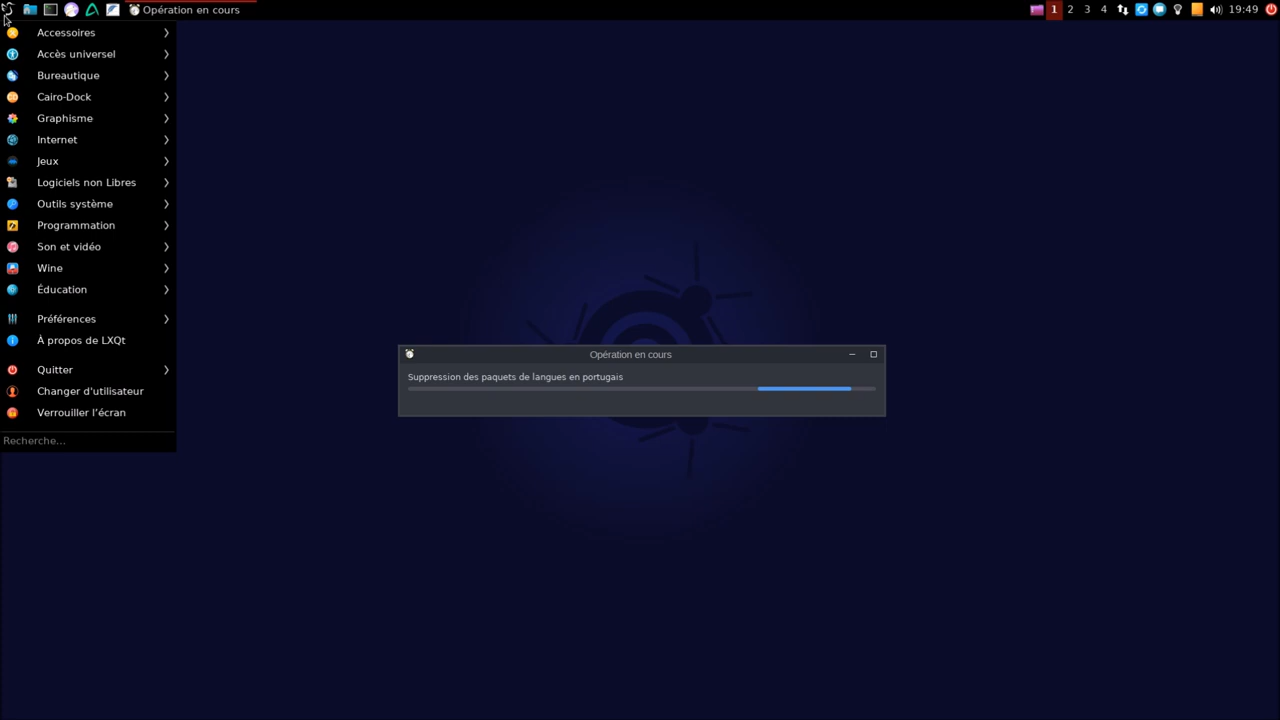 Opération en cours
1 2 3 4
19:49
Accessoires
Accès universel
Bureautique
Cairo-Dock
Graphisme
Internet
Jeux
Logiciels non Libres
Outils système
Programmation
Son et vidéo
Wine
Éducation
Préférences
À propos de LXQt
Quitter
Changer d’utilisateur
Verrouiller l’écran
Recherche...
Opération en cours
Suppression des paquets de langues en portugais